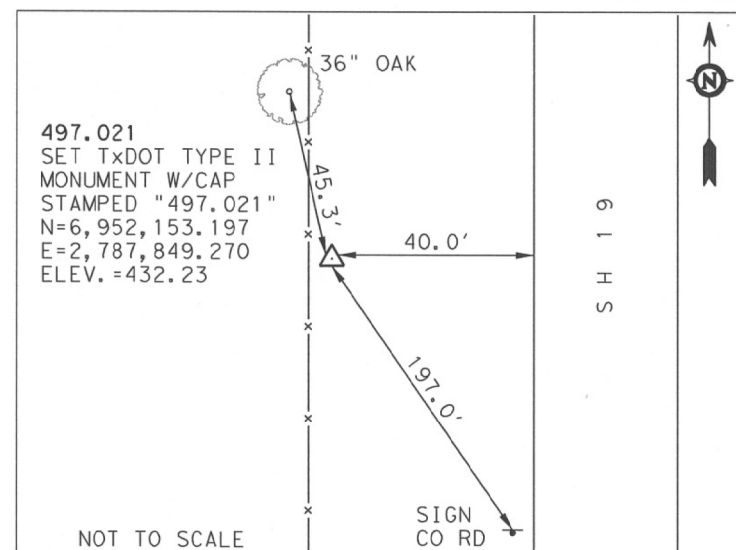 36" OAK
N
497.021
SET TxDOT TYPE II
MONUMENT W/CAP
STAMPED "497.021"
N=6,952,153.197
E=2,787,849.270
ELEV.=432.23
45.3'
40.0'
SH 19
197.0'
SIGN
CO RD
NOT TO SCALE